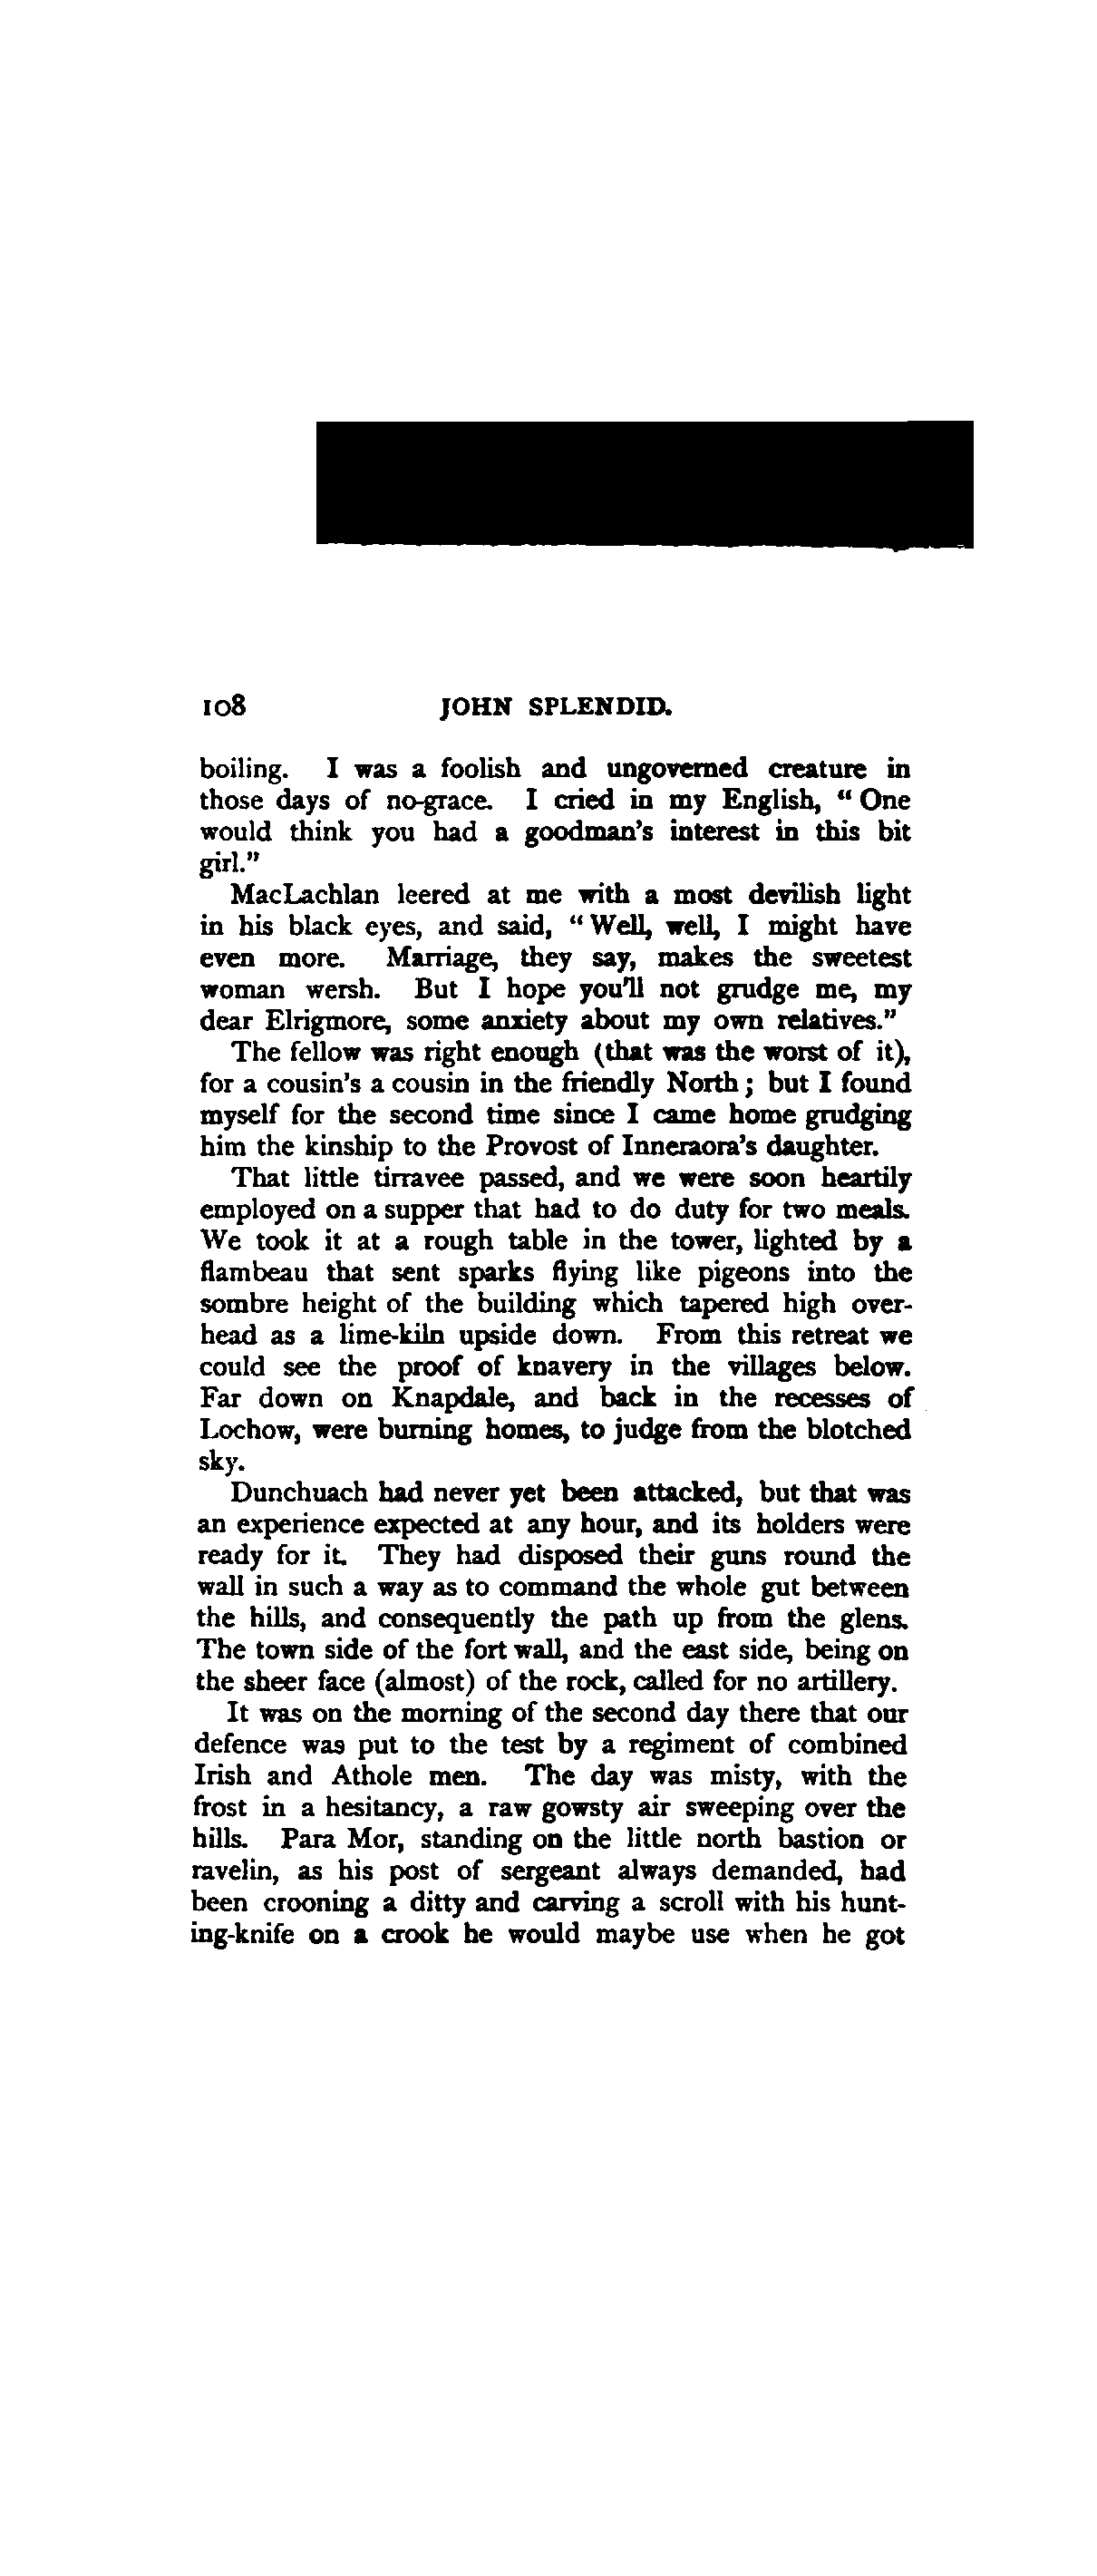 108 JOHN SPLENDID.
boiling. I was a foolish and ungoverned creature in
those days of no-grace. I cried in my English, “ One
would think you had a goodman’s interest in this bit
girl.”
MacLachlan leered at me with a most devilish light
in his black eyes, and said, “ Well, well, I might have
even more. Marriage, they say, makes the sweetest
woman wersh. But I hope you’ll not grudge me, my
dear Elrigmore, some anxiety about my own relatives.”
The fellow was right enough (that was the worst of it),
for a cousin’s a cousin in the friendly North ; but I found
myself for the second time since I came home grudging
him the kinship to the Provost of Inneraora’s daughter.
That little tirravee passed, and we were soon heartily
employed on a supper that had to do duty for two meals.
We took it at a rough table in the tower, lighted by a
flambeau that sent sparks flying like pigeons into the
sombre height of the building which tapered high over-
head as a lime-kiln upside down. From this retreat we
could see the proof of knavery in the villages below.
Far down on Knapdale, and back in the recesses of
Lochow, were burning homes, to judge from the blotched
sky.
Dunchuach had never yet been attacked, but that was
an experience expected at any hour, and its holders were
ready for it. They had disposed their guns round the
wall in such a way as to command the whole gut between
the hills, and consequently the path up from the glens.
The town side of the fort wall, and the east side, being on
the sheer face (almost) of the rock, called for no artillery.
It was on the morning of the second day there that our
defence was put to the test by a regiment of combined
Irish and Athole men. The day was misty, with the
frost in a hesitancy, a raw gowsty air sweeping over the
hills. Para Mor, standing on the little north bastion or
ravelin, as his post of sergeant always demanded, had
been crooning a ditty and carving a scroll with his hunt-
ing-knife on a crook he would maybe use when he got